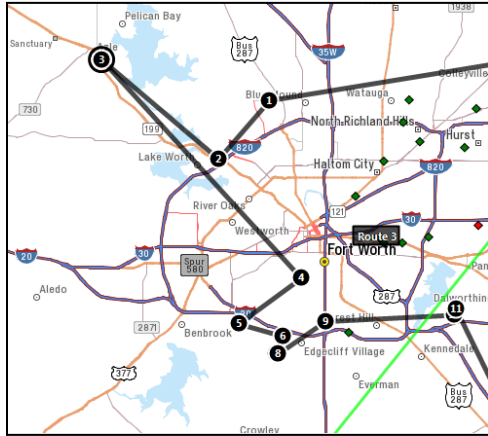 Pelican Bay
1938
Sanctuary
Azle
3
BUS
287
35W
Colleyville
1
Blue Mound
Watauga
730
199
North Richland Hills
Hurst
2
820
Lake Worth
Haltom City
820
River Oaks
121
30
Westworth
Route 3
20
30
Spur
580
Fort Worth
Pan
4
Aledo
287
Dalworthing
5
9
11
2871
Benbrook
6
rest Hill
8
Edgecliff Village
Kennedale
377
Everman
Bus
287
Crowley